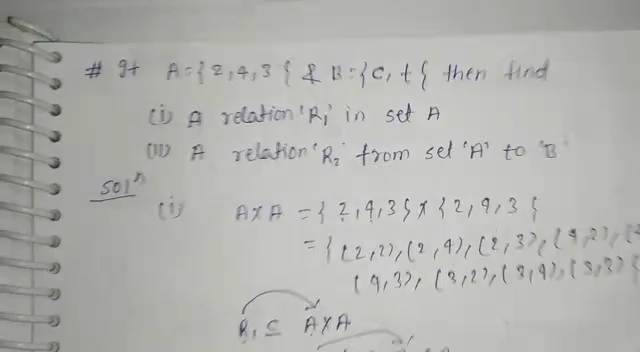 # If A = {2, 4, 3} & B = {C, t} then find
(i) A relation 'R₁' in set A
(ii) A relation 'R₂' from set 'A' to 'B'
Solⁿ
(i) A×A = {2, 4, 3} × {2, 4, 3}
= {(2,2), (2,4), (2,3), (4,2),
(4,3), (3,2), (3,4), (3,3)}
R₁ ⊆ A×A